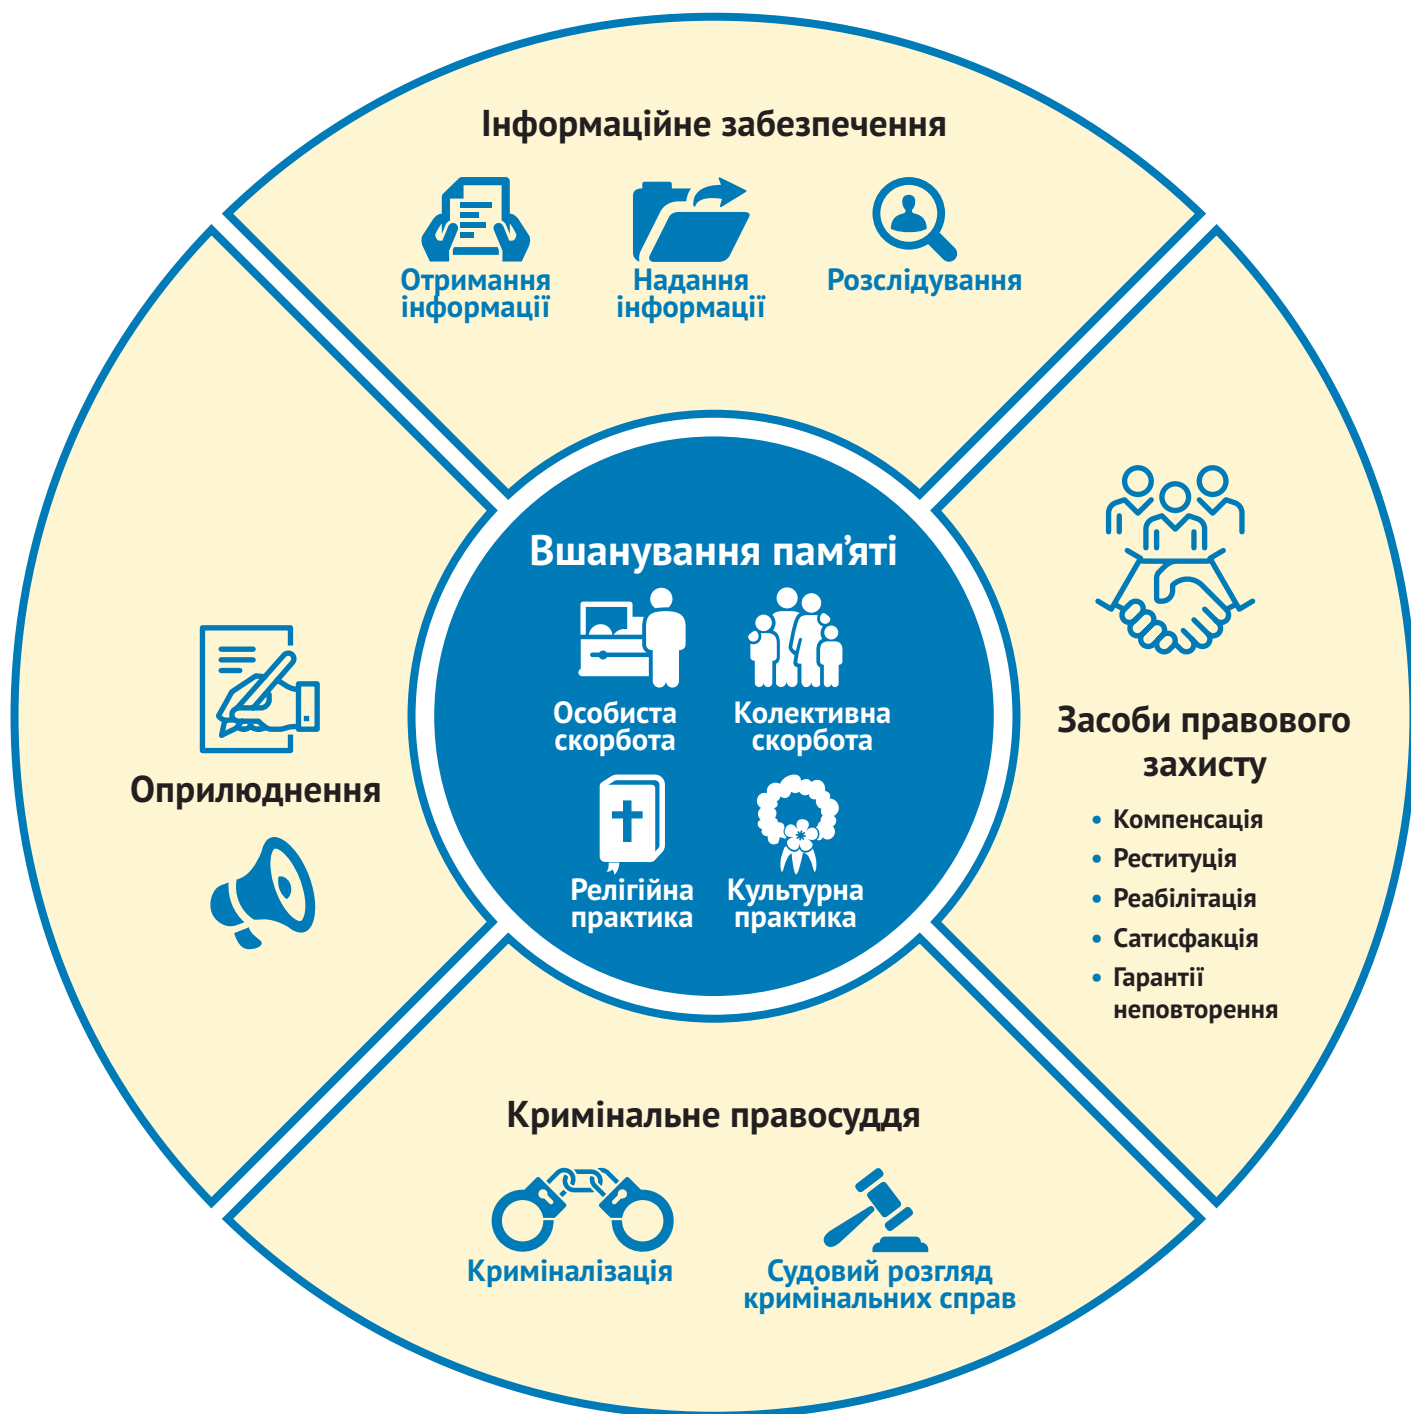 Інформаційне забезпечення
Отримання
інформації
Надання
інформації
Розслідування
Вшанування пам’яті
Особиста
скорбота
Колективна
скорбота
Релігійна
практика
Культурна
практика
Оприлюднення
Засоби правового
захисту
• Компенсація
• Реституція
• Реабілітація
• Сатисфакція
• Гарантії
неповторення
Кримінальне правосуддя
Криміналізація
Судовий розгляд
кримінальних справ